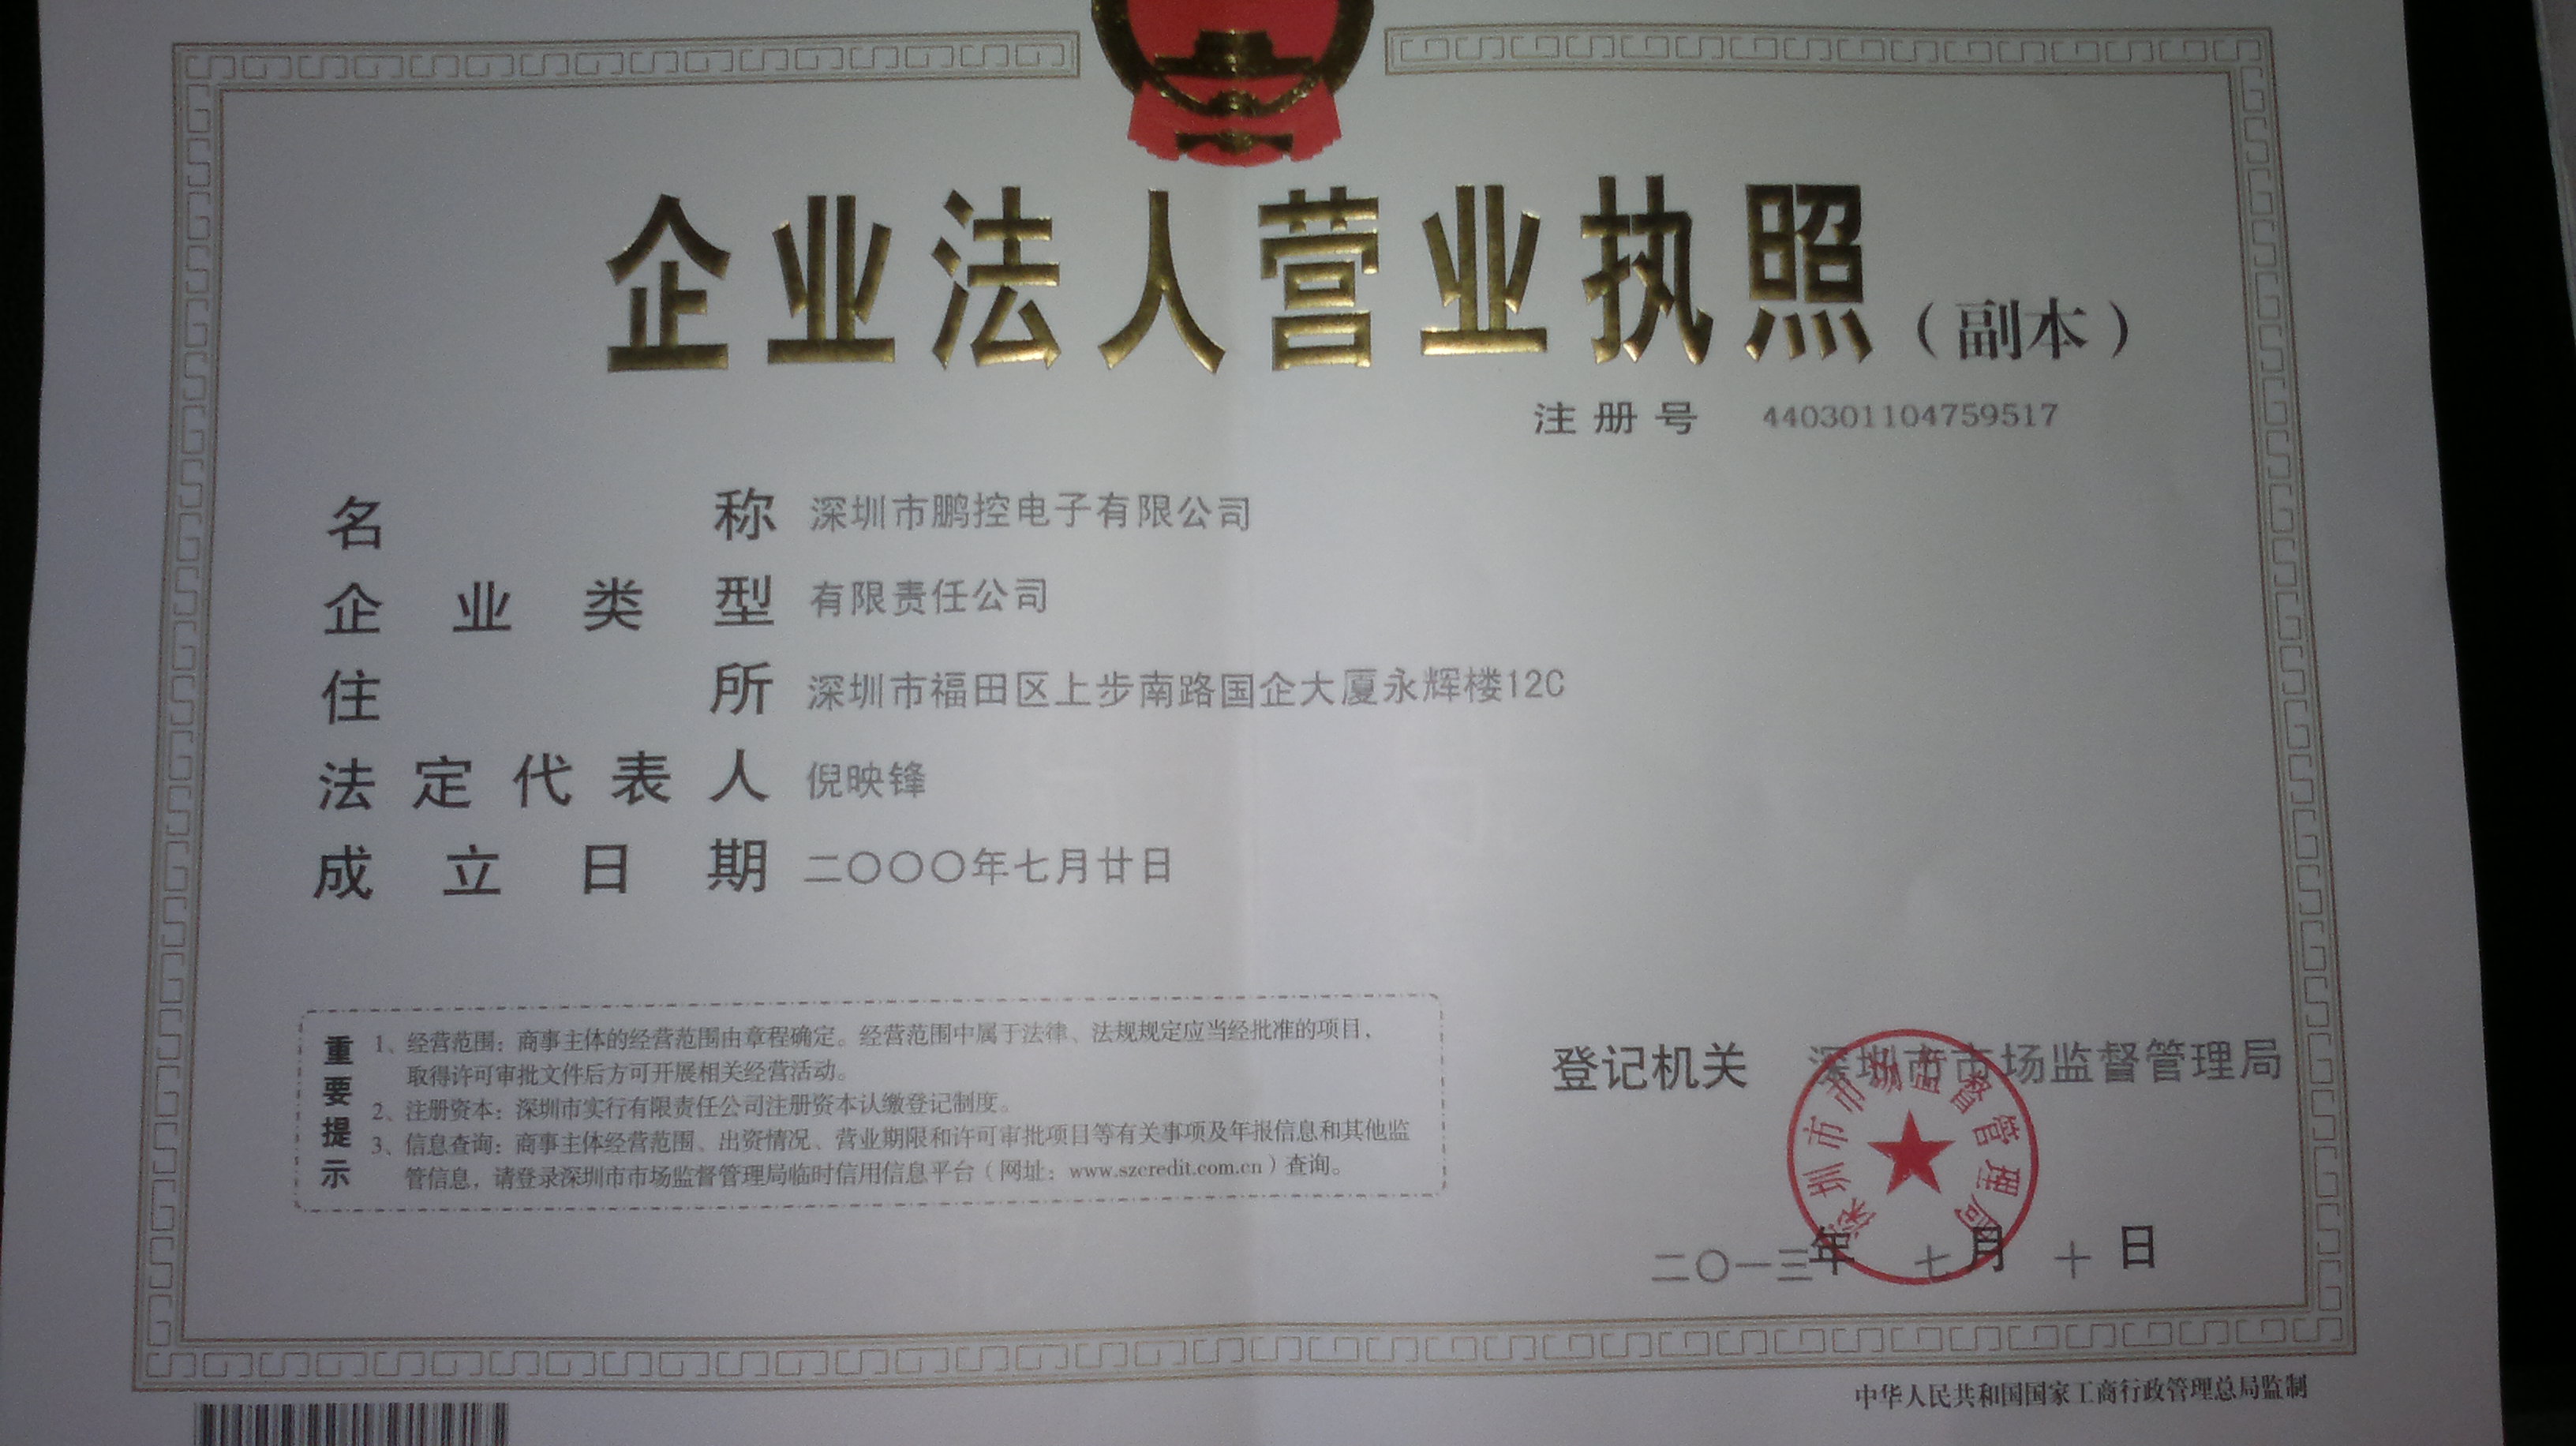 企业法人营业执照（副本）
注册号 440301104759517
名称 深圳市鹏控电子有限公司
企业类型 有限责任公司
住所 深圳市福田区上步南路国企大厦永辉楼12C
法定代表人 倪映锋
成立日期 二〇〇〇年七月廿日
重要提示
1、经营范围：商事主体的经营范围由章程确定。经营范围中属于法律、法规规定应当经批准的项目，
取得许可审批文件后方可开展相关经营活动。
2、注册资本：深圳市实行有限责任公司注册资本认缴登记制度。
3、信息查询：商事主体经营范围、出资情况、营业期限和许可审批项目等有关事项及年报信息和其他监
管信息，请登录深圳市市场监督管理局临时信用信息平台（网址：www.szcredit.com.cn）查询。
登记机关 深圳市市场监督管理局
深圳市市场监督管理局
二〇一三年七月十日
中华人民共和国国家工商行政管理总局监制